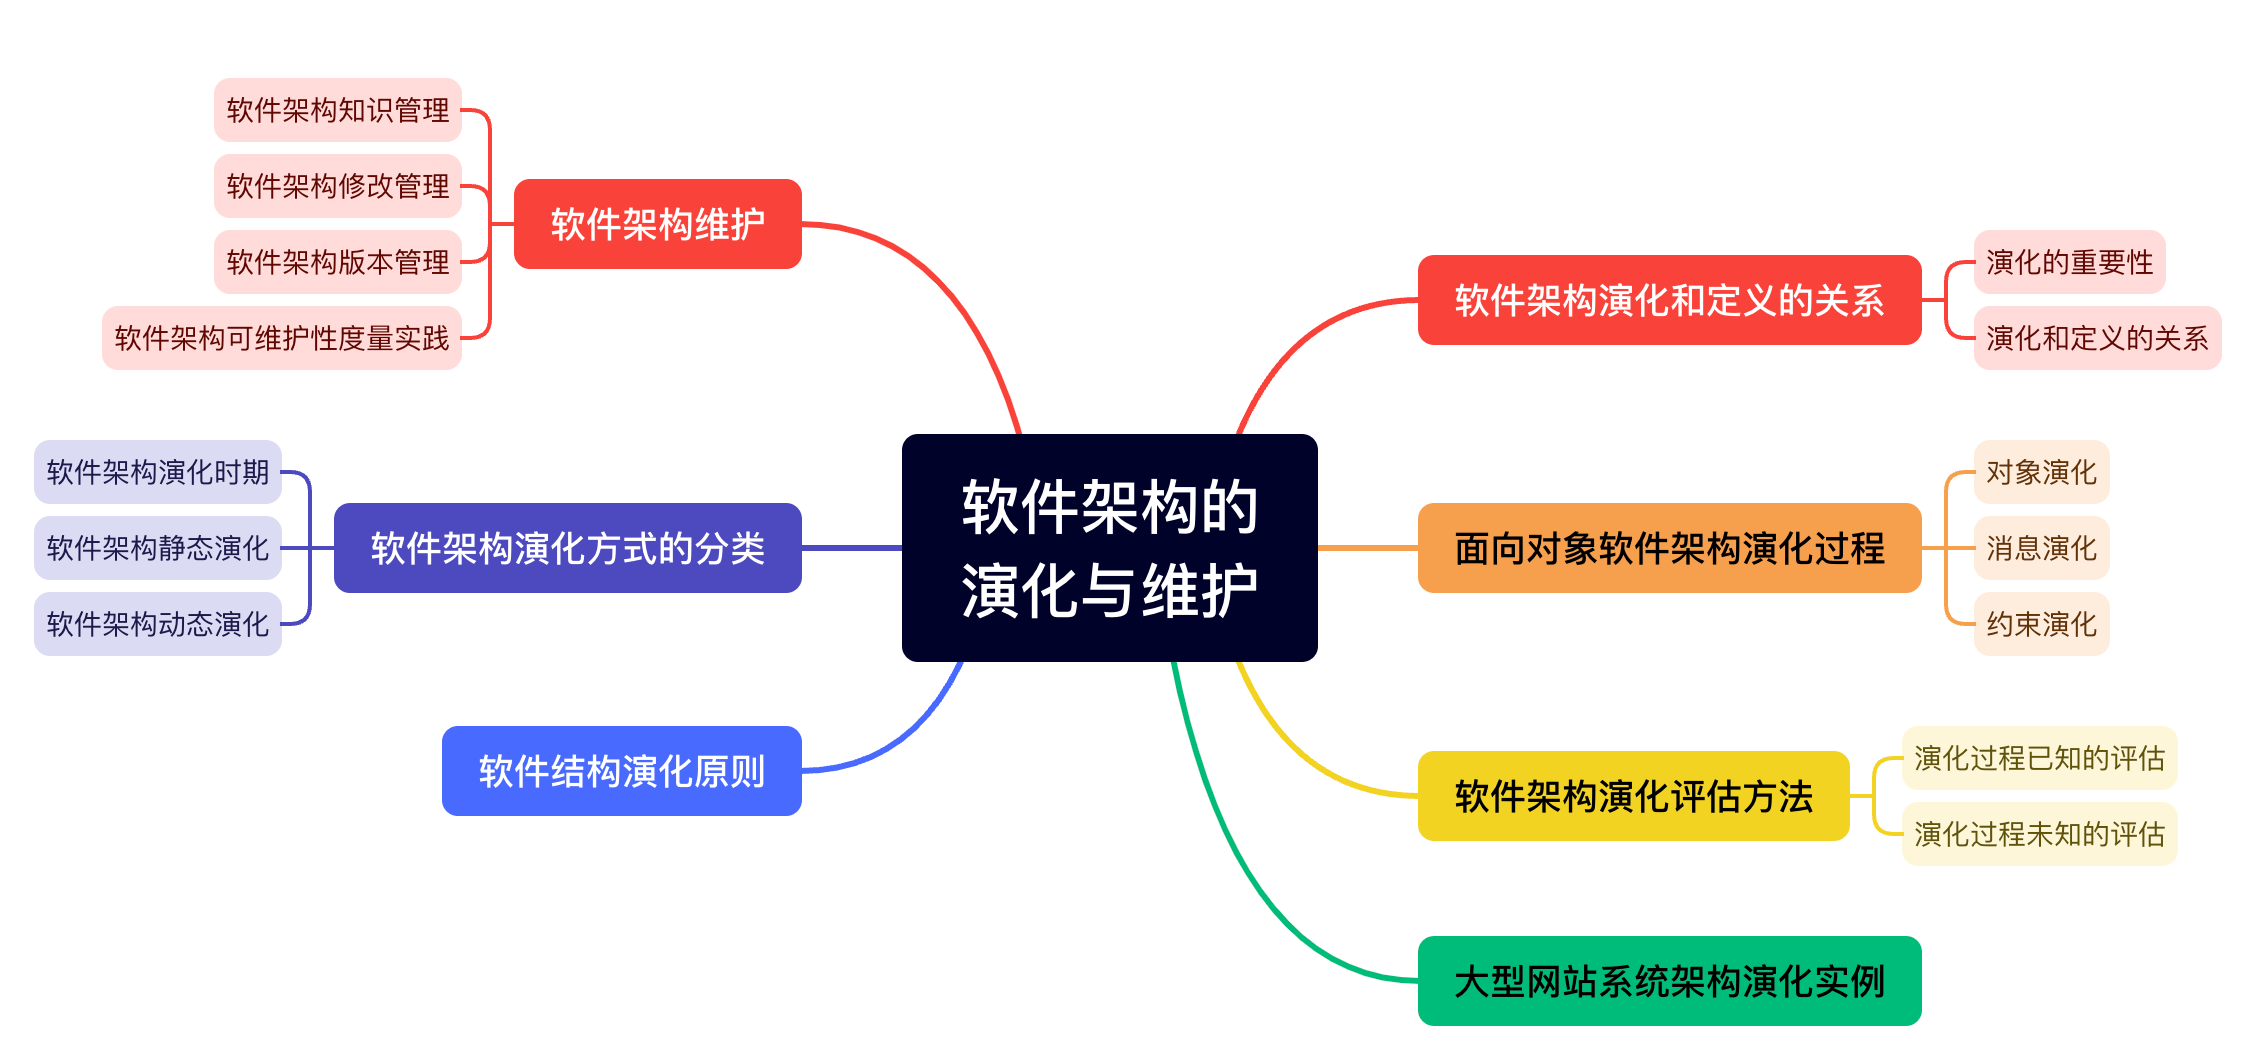 软件架构的
演化与维护
软件架构演化和定义的关系
演化的重要性
演化和定义的关系
面向对象软件架构演化过程
对象演化
消息演化
约束演化
软件架构演化评估方法
演化过程已知的评估
演化过程未知的评估
大型网站系统架构演化实例
软件架构维护
软件架构知识管理
软件架构修改管理
软件架构版本管理
软件架构可维护性度量实践
软件架构演化方式的分类
软件架构演化时期
软件架构静态演化
软件架构动态演化
软件结构演化原则